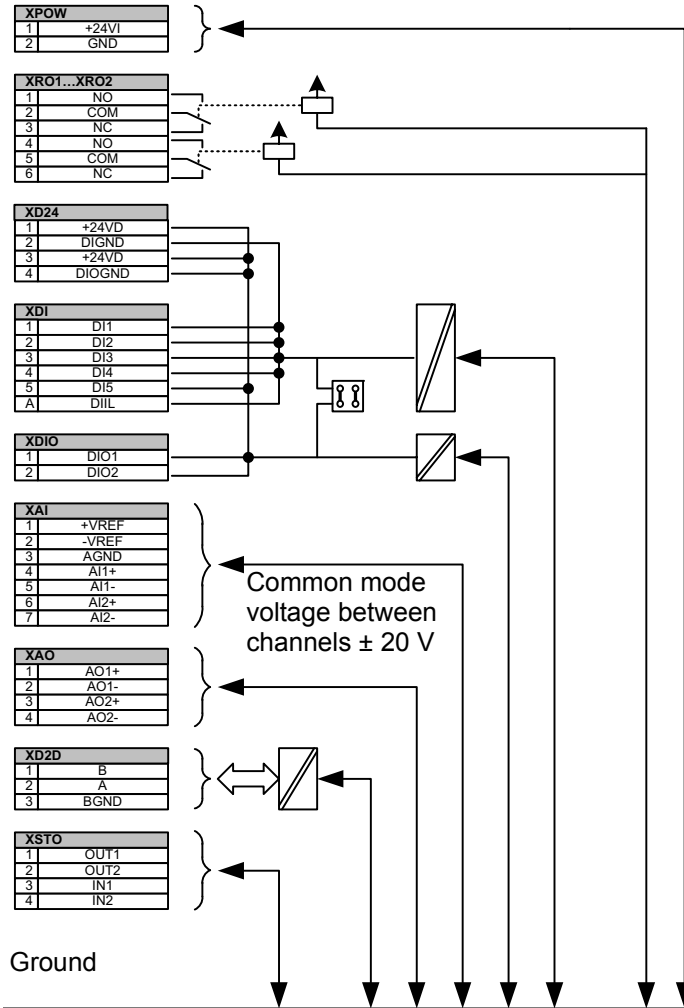 XPOW
1 +24VI
2 GND
XRO1…XRO2
1 NO
2 COM
3 NC
4 NO
5 COM
6 NC
XD24
1 +24VD
2 DIGND
3 +24VD
4 DIOGND
XDI
1 DI1
2 DI2
3 DI3
4 DI4
5 DI5
A DIIL
XDIO
1 DIO1
2 DIO2
XAI
1 +VREF
2 -VREF
3 AGND
4 AI1+
5 AI1-
6 AI2+
7 AI2-
Common mode
voltage between
channels ± 20 V
XAO
1 AO1+
2 AO1-
3 AO2+
4 AO2-
XD2D
1 B
2 A
3 BGND
XSTO
1 OUT1
2 OUT2
3 IN1
4 IN2
Ground